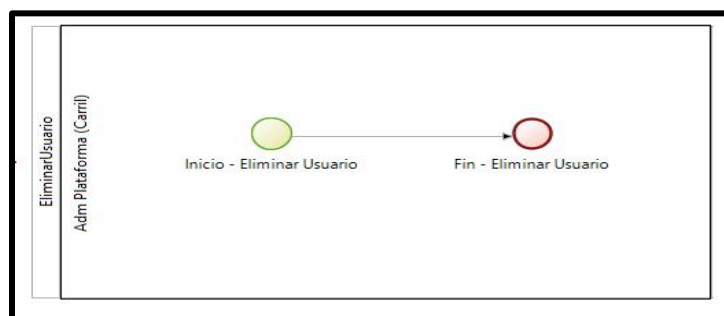 EliminarUsuario
Adm Plataforma (Carril)
Inicio - Eliminar Usuario
Fin - Eliminar Usuario